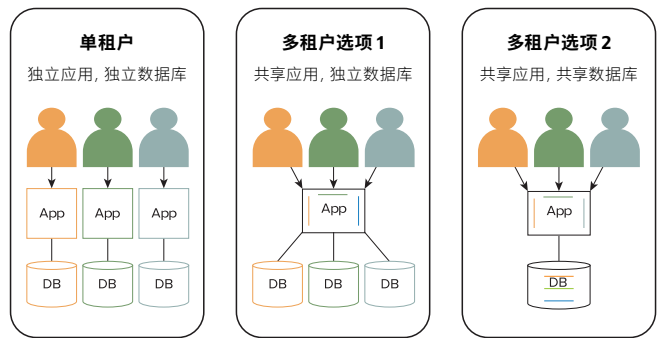 单租户
独立应用, 独立数据库
App
App
App
DB
DB
DB
多租户选项 1
共享应用, 独立数据库
App
DB
DB
DB
多租户选项 2
共享应用, 共享数据库
App
DB